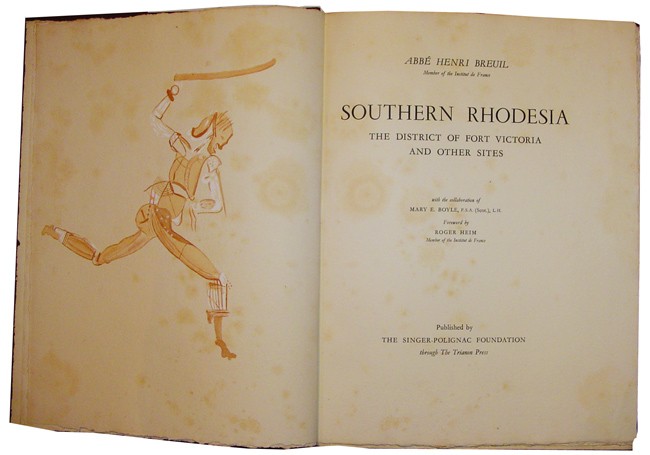 ABBÉ HENRI BREUIL
Member of the Institut de France
SOUTHERN RHODESIA
THE DISTRICT OF FORT VICTORIA
AND OTHER SITES
with the collaboration of
MARY E. BOYLE, F.S.S. (Scot.), L.H.
Foreword by
ROGER HEIM
Member of the Institut de France
Published by
THE SINGER-POLIGNAC FOUNDATION
through The Trianon Press